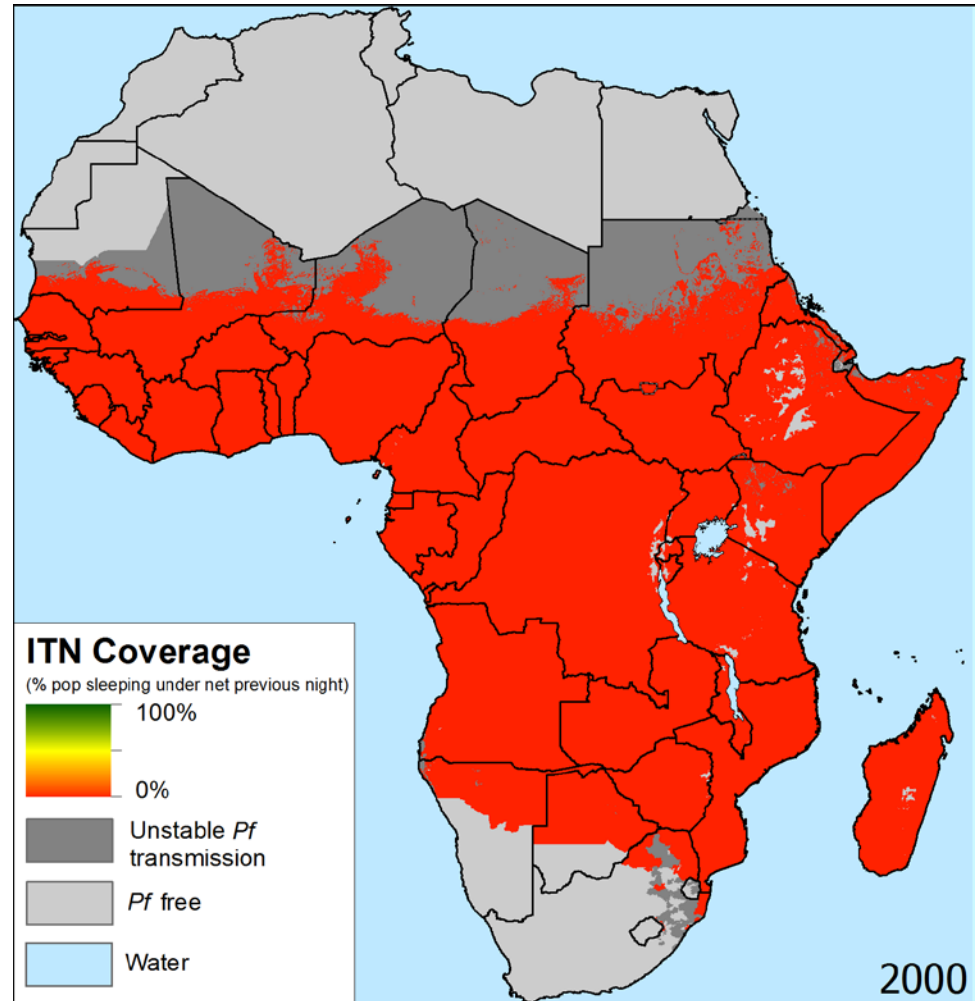 ITN Coverage
(% pop sleeping under net previous night)
100%
0%
Unstable Pf
transmission
Pf free
Water
2000